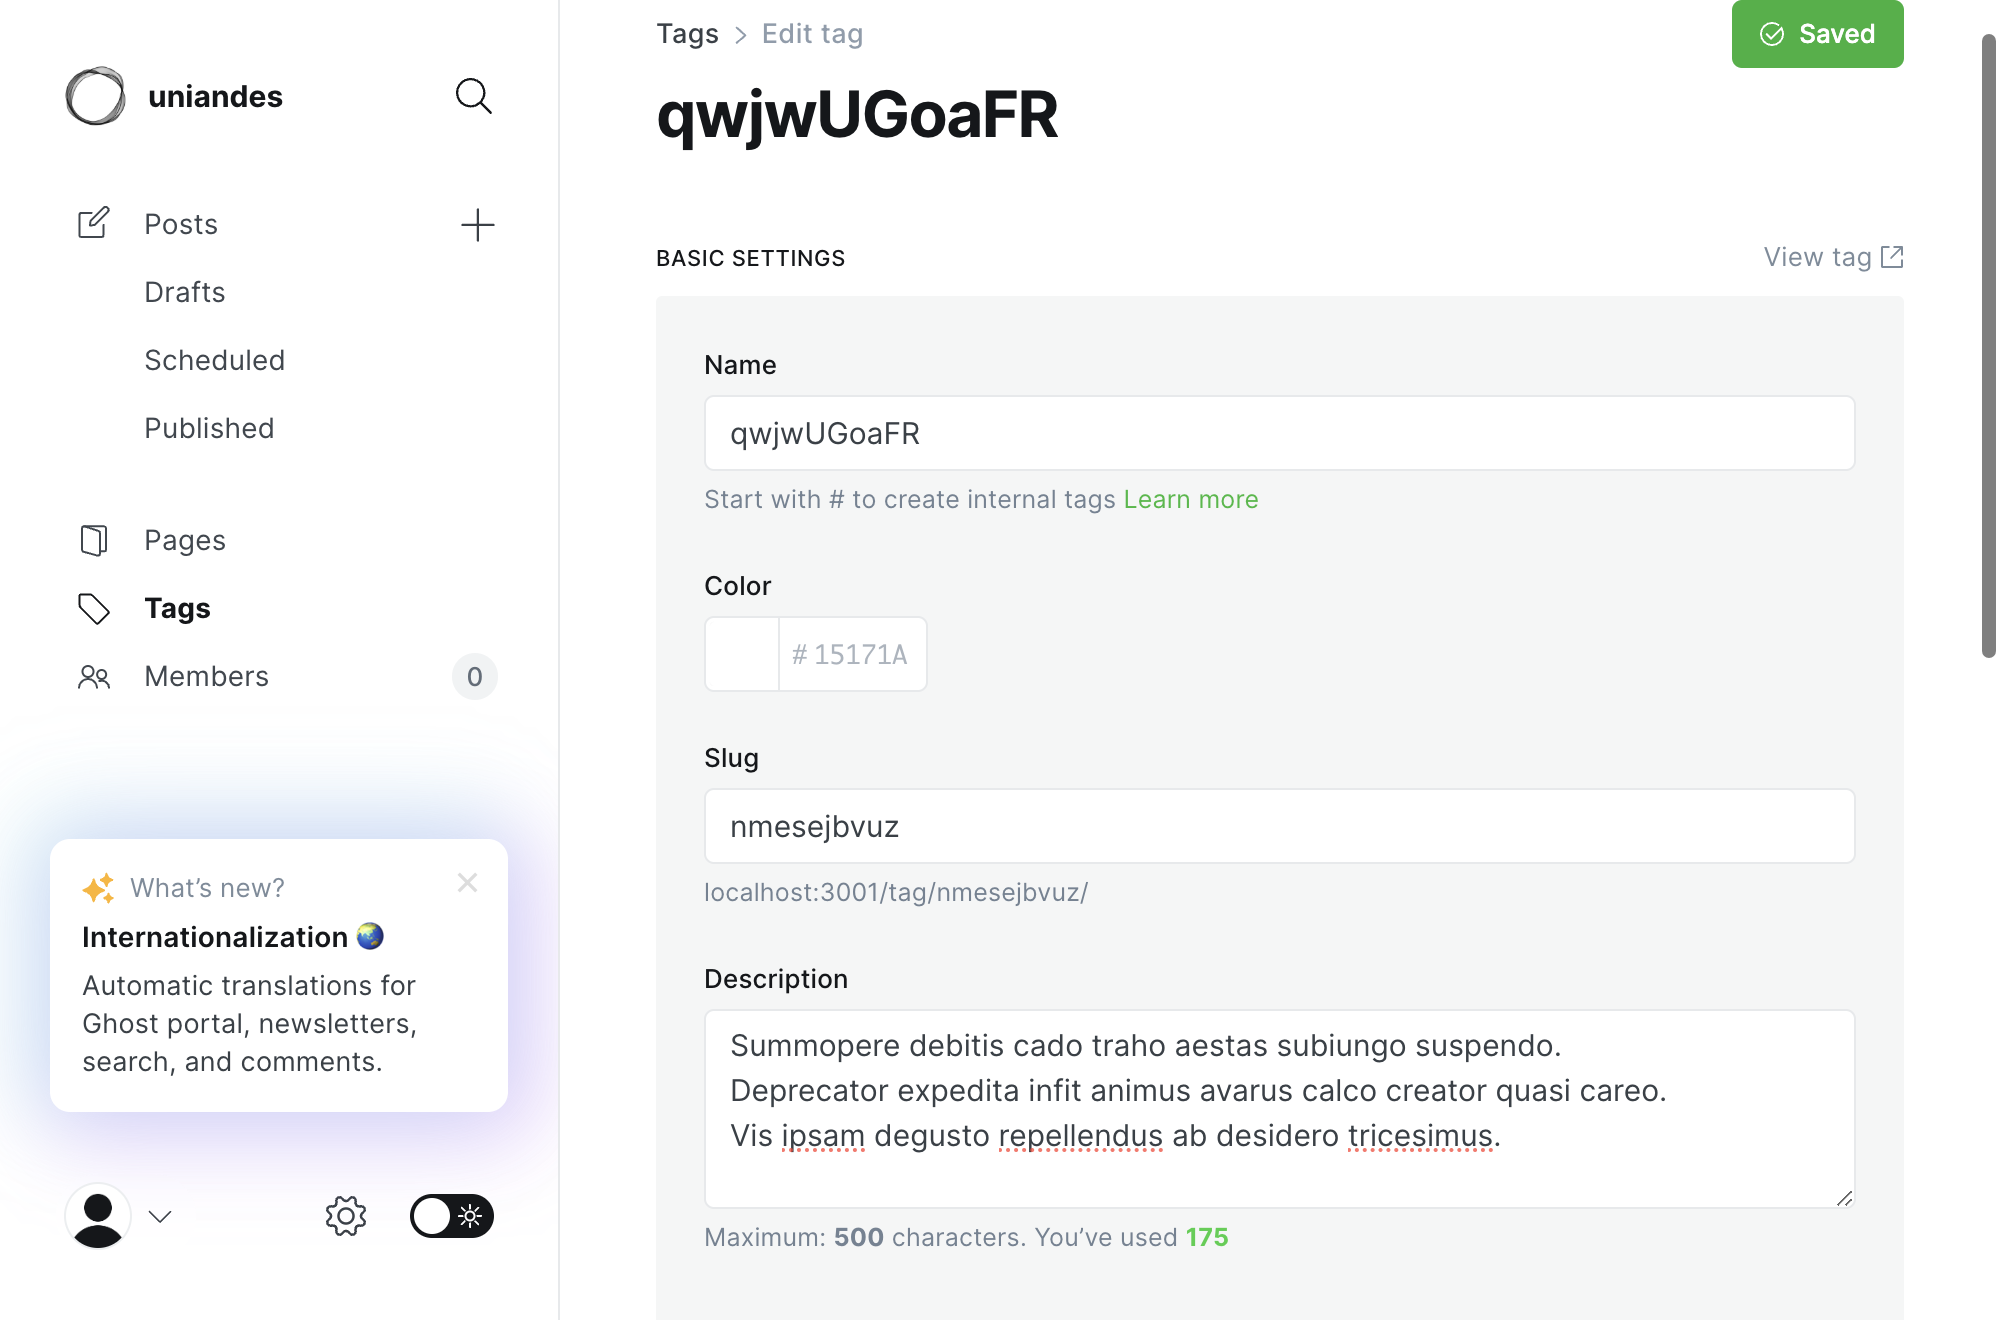 uniandes
Posts
Drafts
Scheduled
Published
Pages
Tags
Members
0
What's new?
Internationalization
Automatic translations for
Ghost portal, newsletters,
search, and comments.
Tags > Edit tag
Saved
qwjwUGoaFR
BASIC SETTINGS
View tag
Name
qwjwUGoaFR
Start with # to create internal tags Learn more
Color
# 15171A
Slug
nmesejbvuz
localhost:3001/tag/nmesejbvuz/
Description
Summopere debitis cado traho aestas subiungo suspendo.
Deprecator expedita infit animus avarus calco creator quasi careo.
Vis ipsam degusto repellendus ab desidero tricesimus.
Maximum: 500 characters. You've used 175